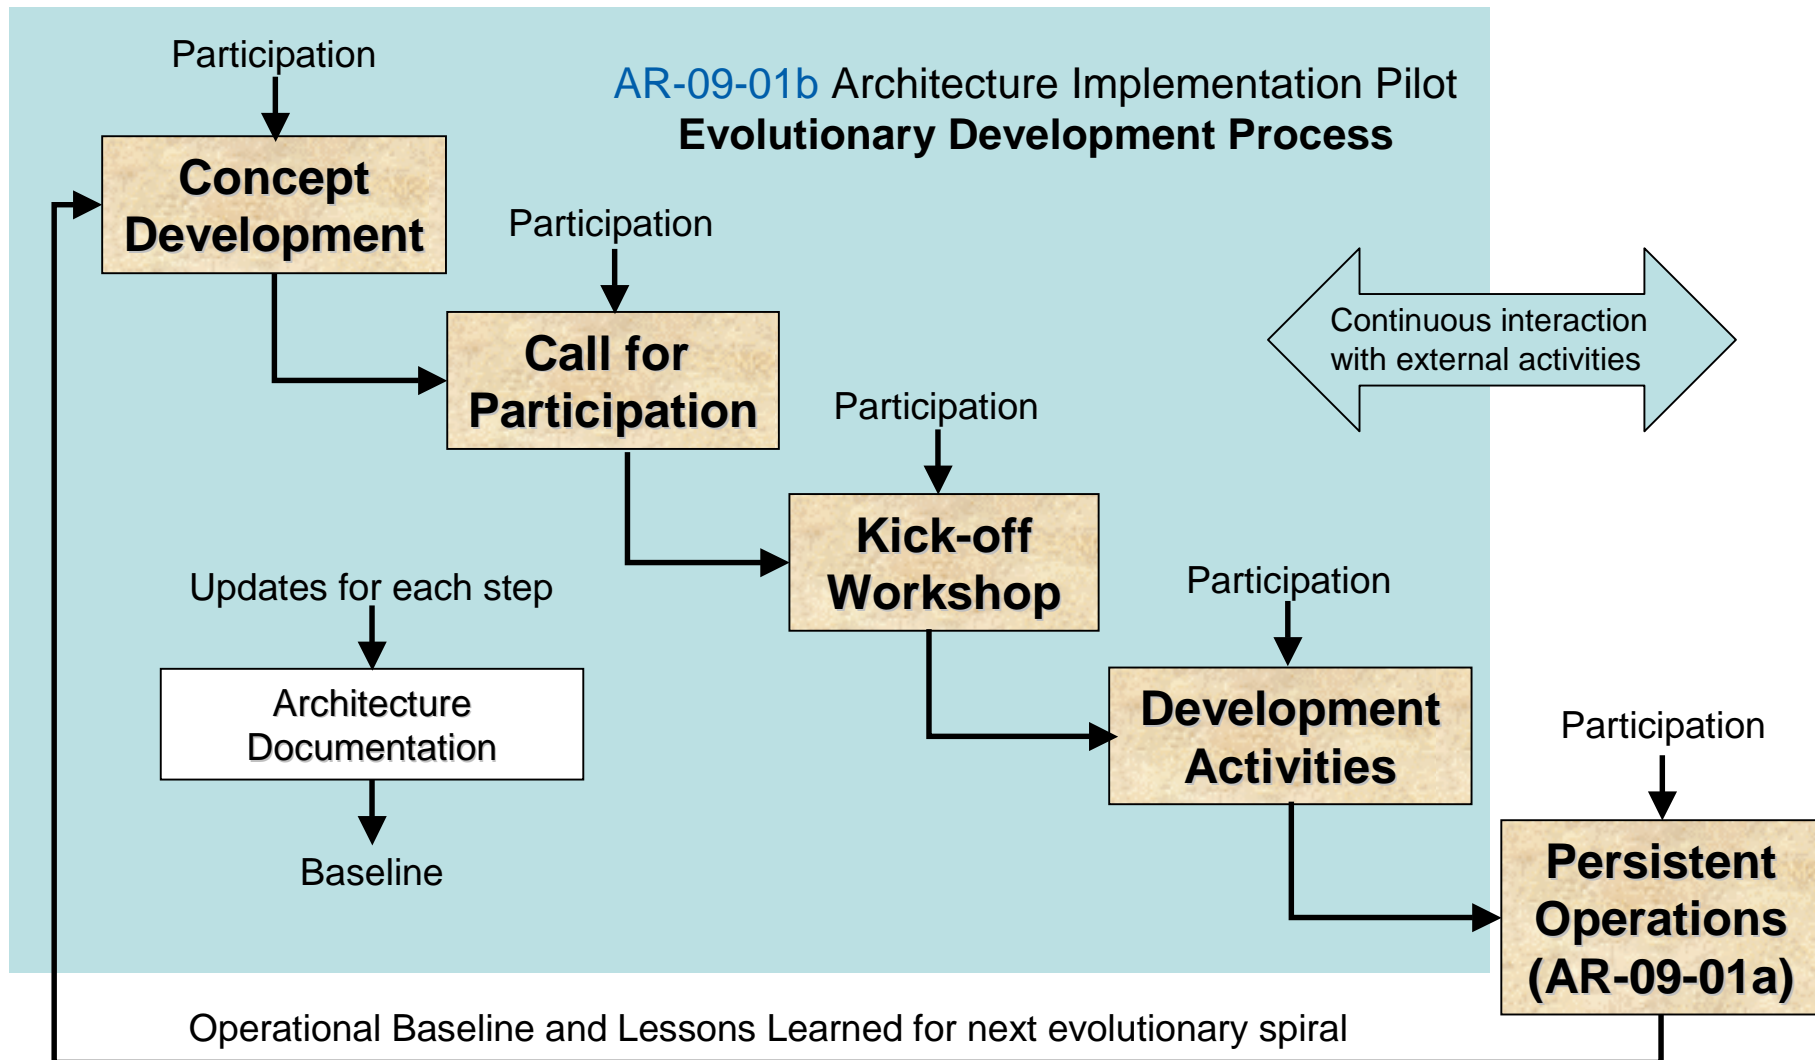 Participation
AR-09-01b Architecture Implementation Pilot
Evolutionary Development Process
Concept
Development
Participation
Continuous interaction
with external activities
Call for
Participation
Participation
Kick-off
Workshop
Updates for each step
Participation
Architecture
Documentation
Development
Activities
Participation
Baseline
Persistent
Operations
(AR-09-01a)
Operational Baseline and Lessons Learned for next evolutionary spiral